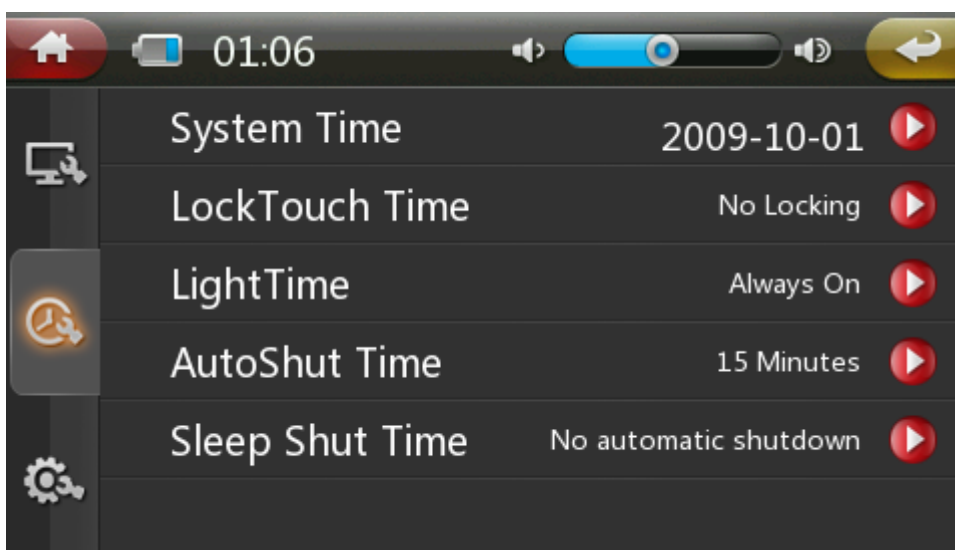 01:06
System Time 2009-10-01
LockTouch Time No Locking
LightTime Always On
AutoShut Time 15 Minutes
Sleep Shut Time No automatic shutdown